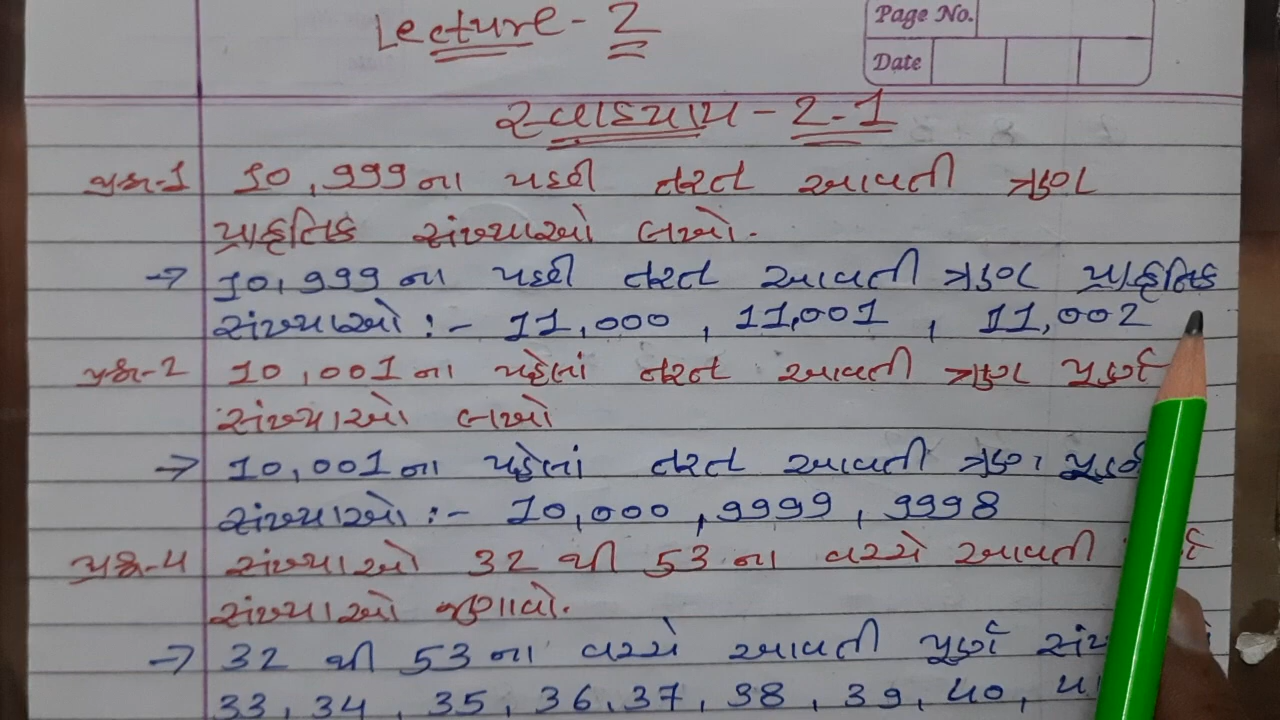 Lecture - 2
Page No.
Date
સ્વાધ્યાય - 2.1
પ્રશ્ન-1 10,999 ના પછી તરત આવતી ત્રણ
પ્રાકૃતિક સંખ્યાઓ લખો.
→ 10,999 ના પછી તરત આવતી ત્રણ પ્રાકૃતિક
સંખ્યાઓ :- 11,000 , 11,001 , 11,002
પ્રશ્ન-2 10,001 ના પહેલાં તરત આવતી ત્રણ પૂર્ણ
સંખ્યાઓ લખો
→ 10,001 ના પહેલાં તરત આવતી ત્રણ પૂર્ણ
સંખ્યાઓ :- 10,000 , 9999 , 9998
પ્રશ્ન-4 સંખ્યાઓ 32 થી 53 ના વચ્ચે આવતી
સંખ્યાઓ જણાવો.
→ 32 થી 53 ના વચ્ચે આવતી પૂર્ણ
33, 34, 35, 36, 37, 38, 39, 40,